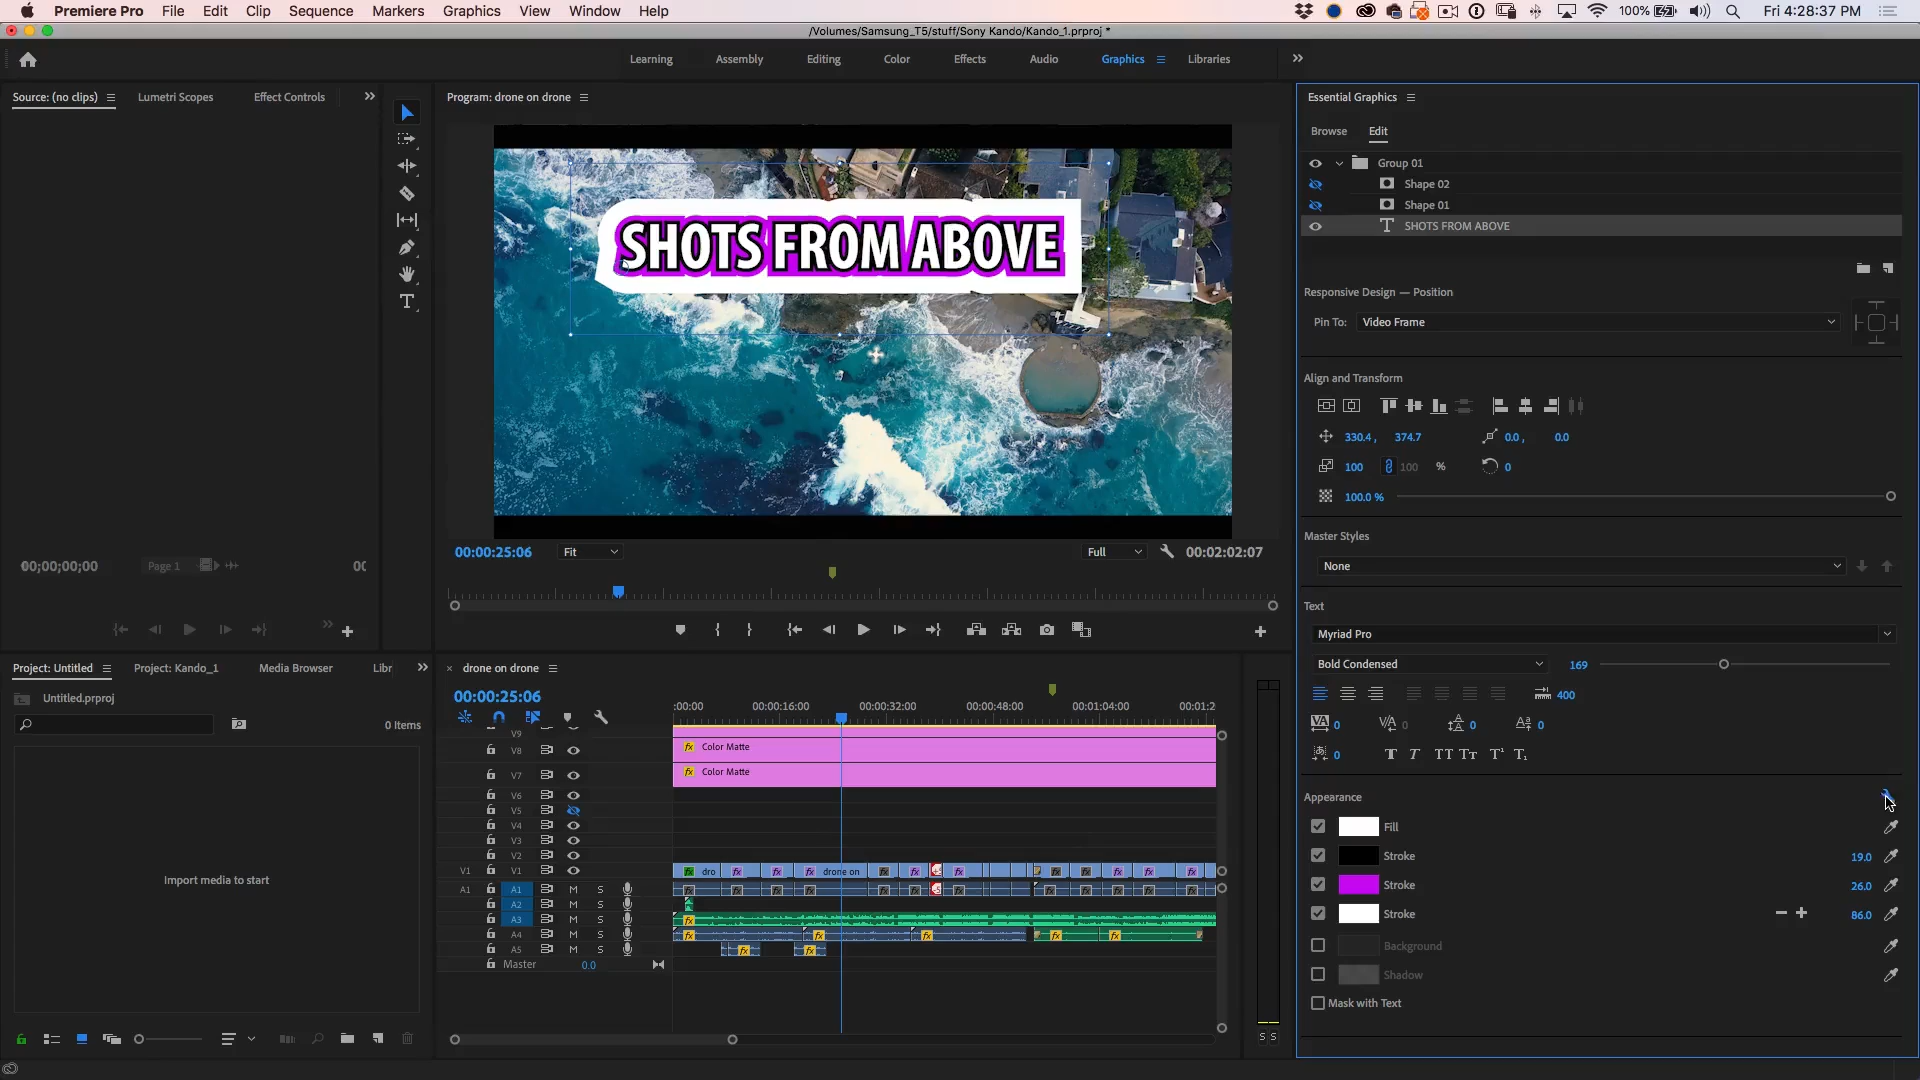 Premiere Pro File Edit Clip Sequence Markers Graphics View Window Help
100% Fri 4:28:37 PM
/Volumes/Samsung_T5/stuff/Sony Kando/Kando_1.prproj *
Learning Assembly Editing Color Effects Audio Graphics Libraries
Source: (no clips) Lumetri Scopes Effect Controls
Program: drone on drone
SHOTS FROM ABOVE
00;00;00;00 Page 1 00
00:00:25:06 Fit Full 00:02:02:07
Essential Graphics
Browse Edit
Group 01
Shape 02
Shape 01
SHOTS FROM ABOVE
Responsive Design — Position
Pin To: Video Frame
Align and Transform
330.4 , 374.7 0.0 , 0.0
100 100 % 0
100.0 %
Master Styles
None
Text
Myriad Pro
Bold Condensed 169
400
0 0 0 0
0
Appearance
Fill
Stroke 19.0
Stroke 26.0
Stroke 86.0
Background
Shadow
Mask with Text
Project: Untitled Project: Kando_1 Media Browser Libr
Untitled.prproj
0 Items
Import media to start
drone on drone
00:00:25:06
:00:00 00:00:16:00 00:00:32:00 00:00:48:00 00:01:04:00 00:01:2
V9
V8 fx Color Matte
V7 fx Color Matte
V6
V5
V4
V3
V2
V1 V1 dro drone on
A1 A1 M S
A2 M S
A3 M S
A4 M S
A5 M S
Master 0.0
S S